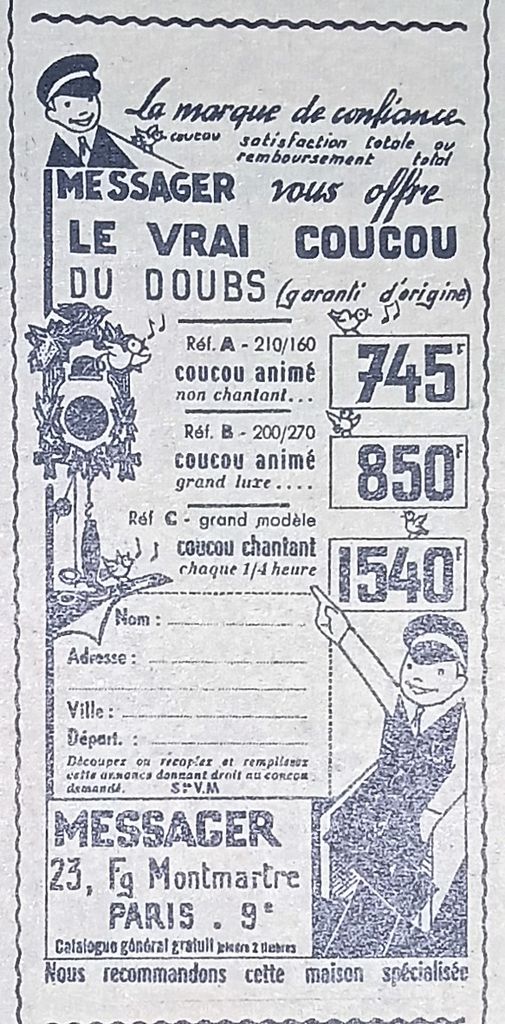 La marque de confiance
coucou satisfaction totale ou
remboursement total
MESSAGER vous offre
LE VRAI COUCOU
DU DOUBS (garanti d'origine)
Réf. A - 210/160
coucou animé
non chantant...
745F
Réf. B - 200/270
coucou animé
grand luxe....
850F
Réf C - grand modèle
coucou chantant
chaque 1/4 heure
1540F
Nom :
Adresse :
Ville :
Départ. :
Découpez ou recopiez et remplissez
cette annonce donnant droit au coucou
demandé. Sce V.M
MESSAGER
23, Fg Montmartre
PARIS . 9e
Catalogue général gratuit joindre 2 timbres
Nous recommandons cette maison spécialisée